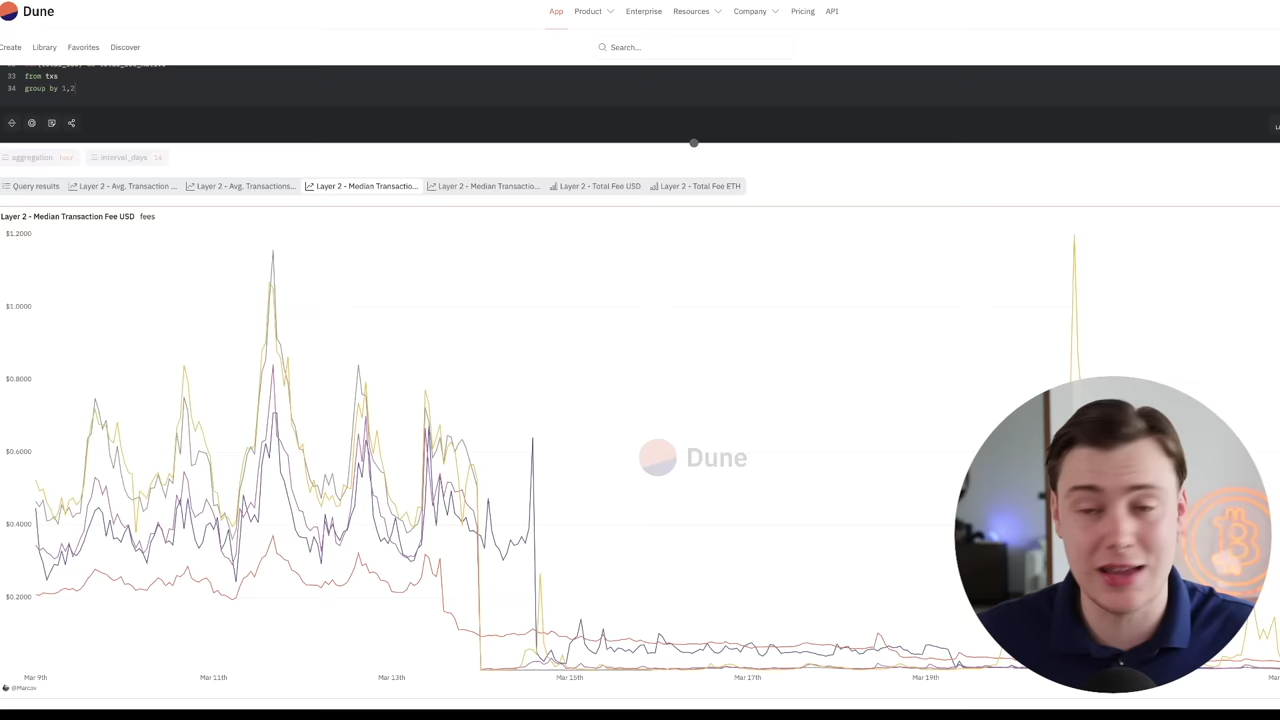 Dune
App Product Enterprise Resources Company Pricing API
Create Library Favorites Discover Search...
33 from txs
34 group by 1,2
aggregation hour interval_days 14
Query results Layer 2 - Avg. Transaction ... Layer 2 - Avg. Transactions... Layer 2 - Median Transactio... Layer 2 - Median Transactio... Layer 2 - Total Fee USD Layer 2 - Total Fee ETH
Layer 2 - Median Transaction Fee USD fees
$1.2000
$1.0000
$0.8000
$0.6000
Dune
$0.4000
$0.2000
Mar 9th Mar 11th Mar 13th Mar 15th Mar 17th Mar 19th
@Marcov